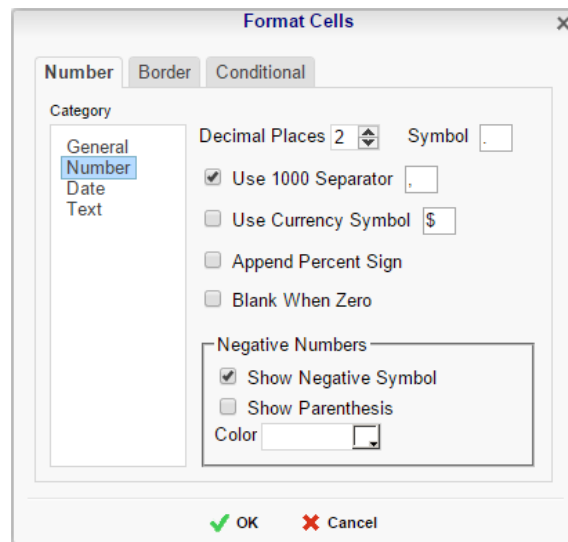 Format Cells
Number Border Conditional
Category
General
Number
Date
Text
Decimal Places 2 Symbol .
Use 1000 Separator ,
Use Currency Symbol $
Append Percent Sign
Blank When Zero
Negative Numbers
Show Negative Symbol
Show Parenthesis
Color
OK Cancel